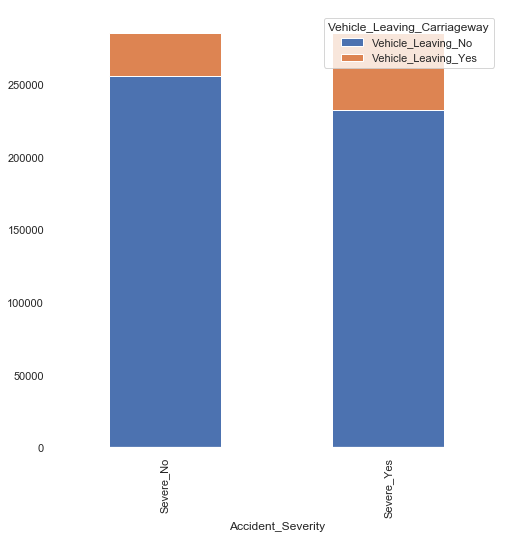 Vehicle_Leaving_Carriageway
Vehicle_Leaving_No
Vehicle_Leaving_Yes
250000
200000
150000
100000
50000
0
Severe_No
Severe_Yes
Accident_Severity